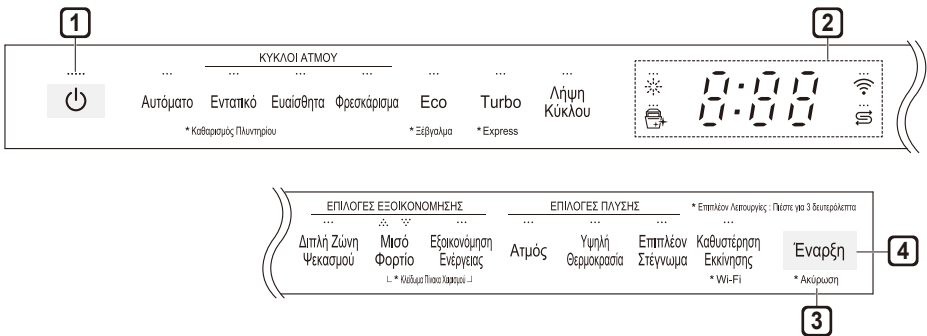 1
2
ΚΥΚΛΟΙ ΑΤΜΟΥ
Αυτόματο Εντατικό Ευαίσθητα Φρεσκάρισμα Eco Turbo Λήψη
Κύκλου
8:88
* Καθαρισμός Πλυντηρίου * Ξέβγαλμα * Express
ΕΠΙΛΟΓΕΣ ΕΞΟΙΚΟΝΟΜΗΣΗΣ ΕΠΙΛΟΓΕΣ ΠΛΥΣΗΣ * Επιπλέον Λειτουργίες : Πιέστε για 3 δευτερόλεπτα
Διπλή Ζώνη Μισό Εξοικονόμηση Ατμός Υψηλή Επιπλέον Καθυστέρηση Έναρξη
Ψεκασμού Φορτίο Ενέργειας Θερμοκρασία Στέγνωμα Εκκίνησης
4
* Κλείδωμα Πίνακα Χειρισμού * Wi-Fi * Ακύρωση
3